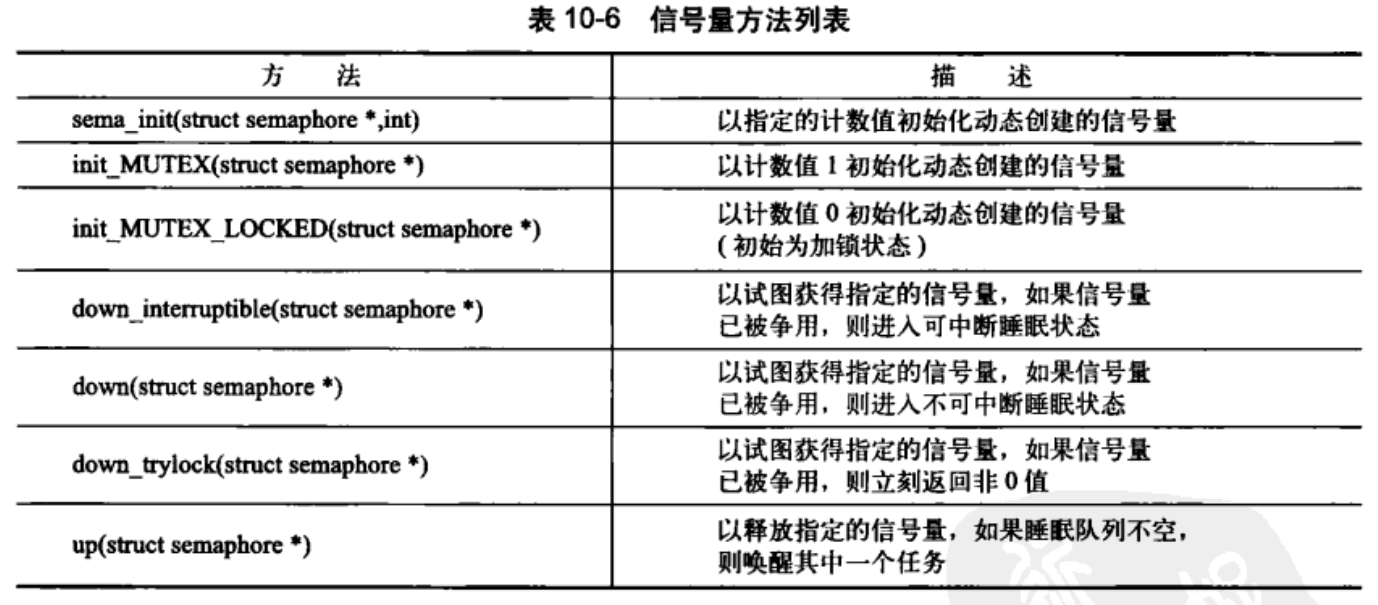 表 10-6 信号量方法列表
方 法 描 述
sema_init(struct semaphore *,int) 以指定的计数值初始化动态创建的信号量
init_MUTEX(struct semaphore *) 以计数值 1 初始化动态创建的信号量
init_MUTEX_LOCKED(struct semaphore *) 以计数值 0 初始化动态创建的信号量
(初始为加锁状态)
down_interruptible(struct semaphore *) 以试图获得指定的信号量，如果信号量
已被争用，则进入可中断睡眠状态
down(struct semaphore *) 以试图获得指定的信号量，如果信号量
已被争用，则进入不可中断睡眠状态
down_trylock(struct semaphore *) 以试图获得指定的信号量，如果信号量
已被争用，则立刻返回非 0 值
up(struct semaphore *) 以释放指定的信号量，如果睡眠队列不空，
则唤醒其中一个任务